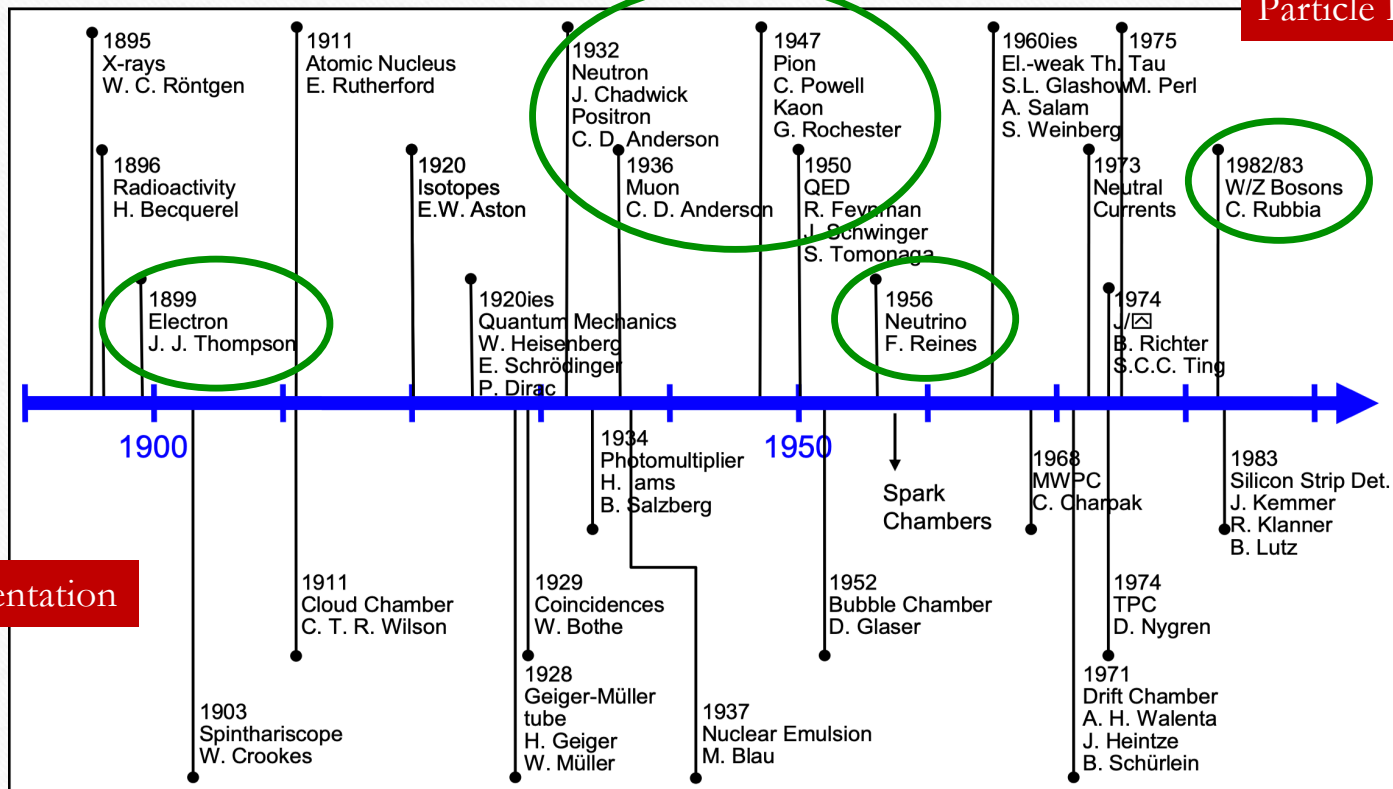 Particle
1895
X-rays
W. C. Röntgen
1911
Atomic Nucleus
E. Rutherford
1932
Neutron
J. Chadwick
Positron
C. D. Anderson
1947
Pion
C. Powell
Kaon
G. Rochester
1960ies
El.-weak Th.
S.L. Glashow
A. Salam
S. Weinberg
1975
Tau
M. Perl
1896
Radioactivity
H. Becquerel
1920
Isotopes
E.W. Aston
1936
Muon
C. D. Anderson
1950
QED
R. Feynman
J. Schwinger
S. Tomonaga
1973
Neutral
Currents
1982/83
W/Z Bosons
C. Rubbia
1899
Electron
J. J. Thompson
1920ies
Quantum Mechanics
W. Heisenberg
E. Schrödinger
P. Dirac
1956
Neutrino
F. Reines
1974
J/
B. Richter
S.C.C. Ting
1900
1950
1934
Photomultiplier
H. ams
B. Salzberg
Spark
Chambers
1968
MWPC
C. Charpak
1983
Silicon Strip Det.
J. Kemmer
R. Klanner
B. Lutz
entation
1911
Cloud Chamber
C. T. R. Wilson
1929
Coincidences
W. Bothe
1952
Bubble Chamber
D. Glaser
1974
TPC
D. Nygren
1903
Spinthariscope
W. Crookes
1928
Geiger-Müller
tube
H. Geiger
W. Müller
1937
Nuclear Emulsion
M. Blau
1971
Drift Chamber
A. H. Walenta
J. Heintze
B. Schürlein